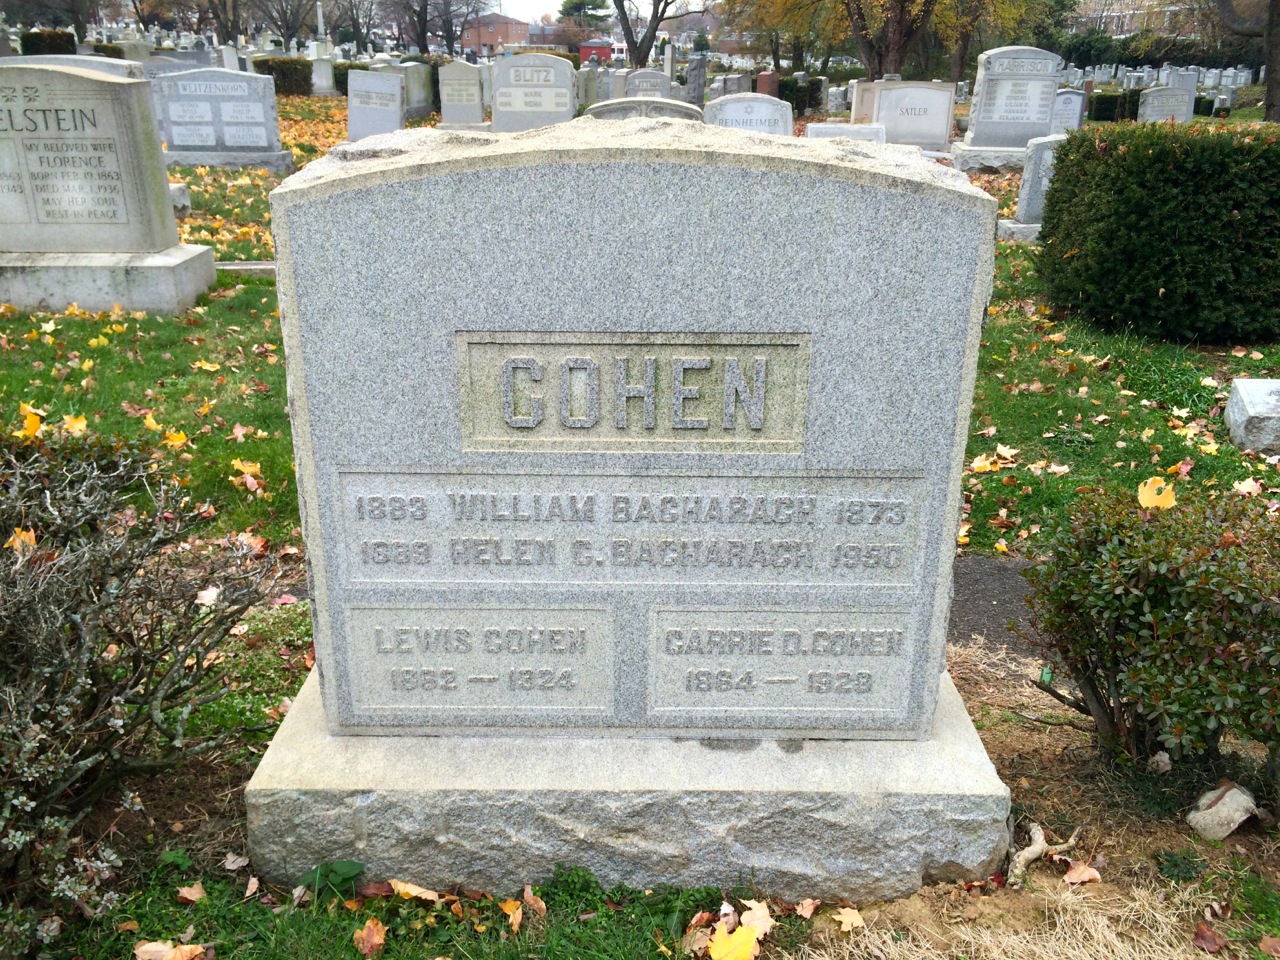 COHEN
1883 WILLIAM BACHARACH 1973
1889 HELEN C. BACHARACH 1950
LEWIS COHEN
1862 — 1924
CARRIE D. COHEN
1864 — 1928
ELSTEIN
MY BELOVED WIFE
FLORENCE
BORN FEB. 19, 1863
DIED MAR. 1, 1936
MAY HER SOUL
REST IN PEACE
WEITZENKORN
BLITZ
REINHEIMER
SATLER
HARRISON